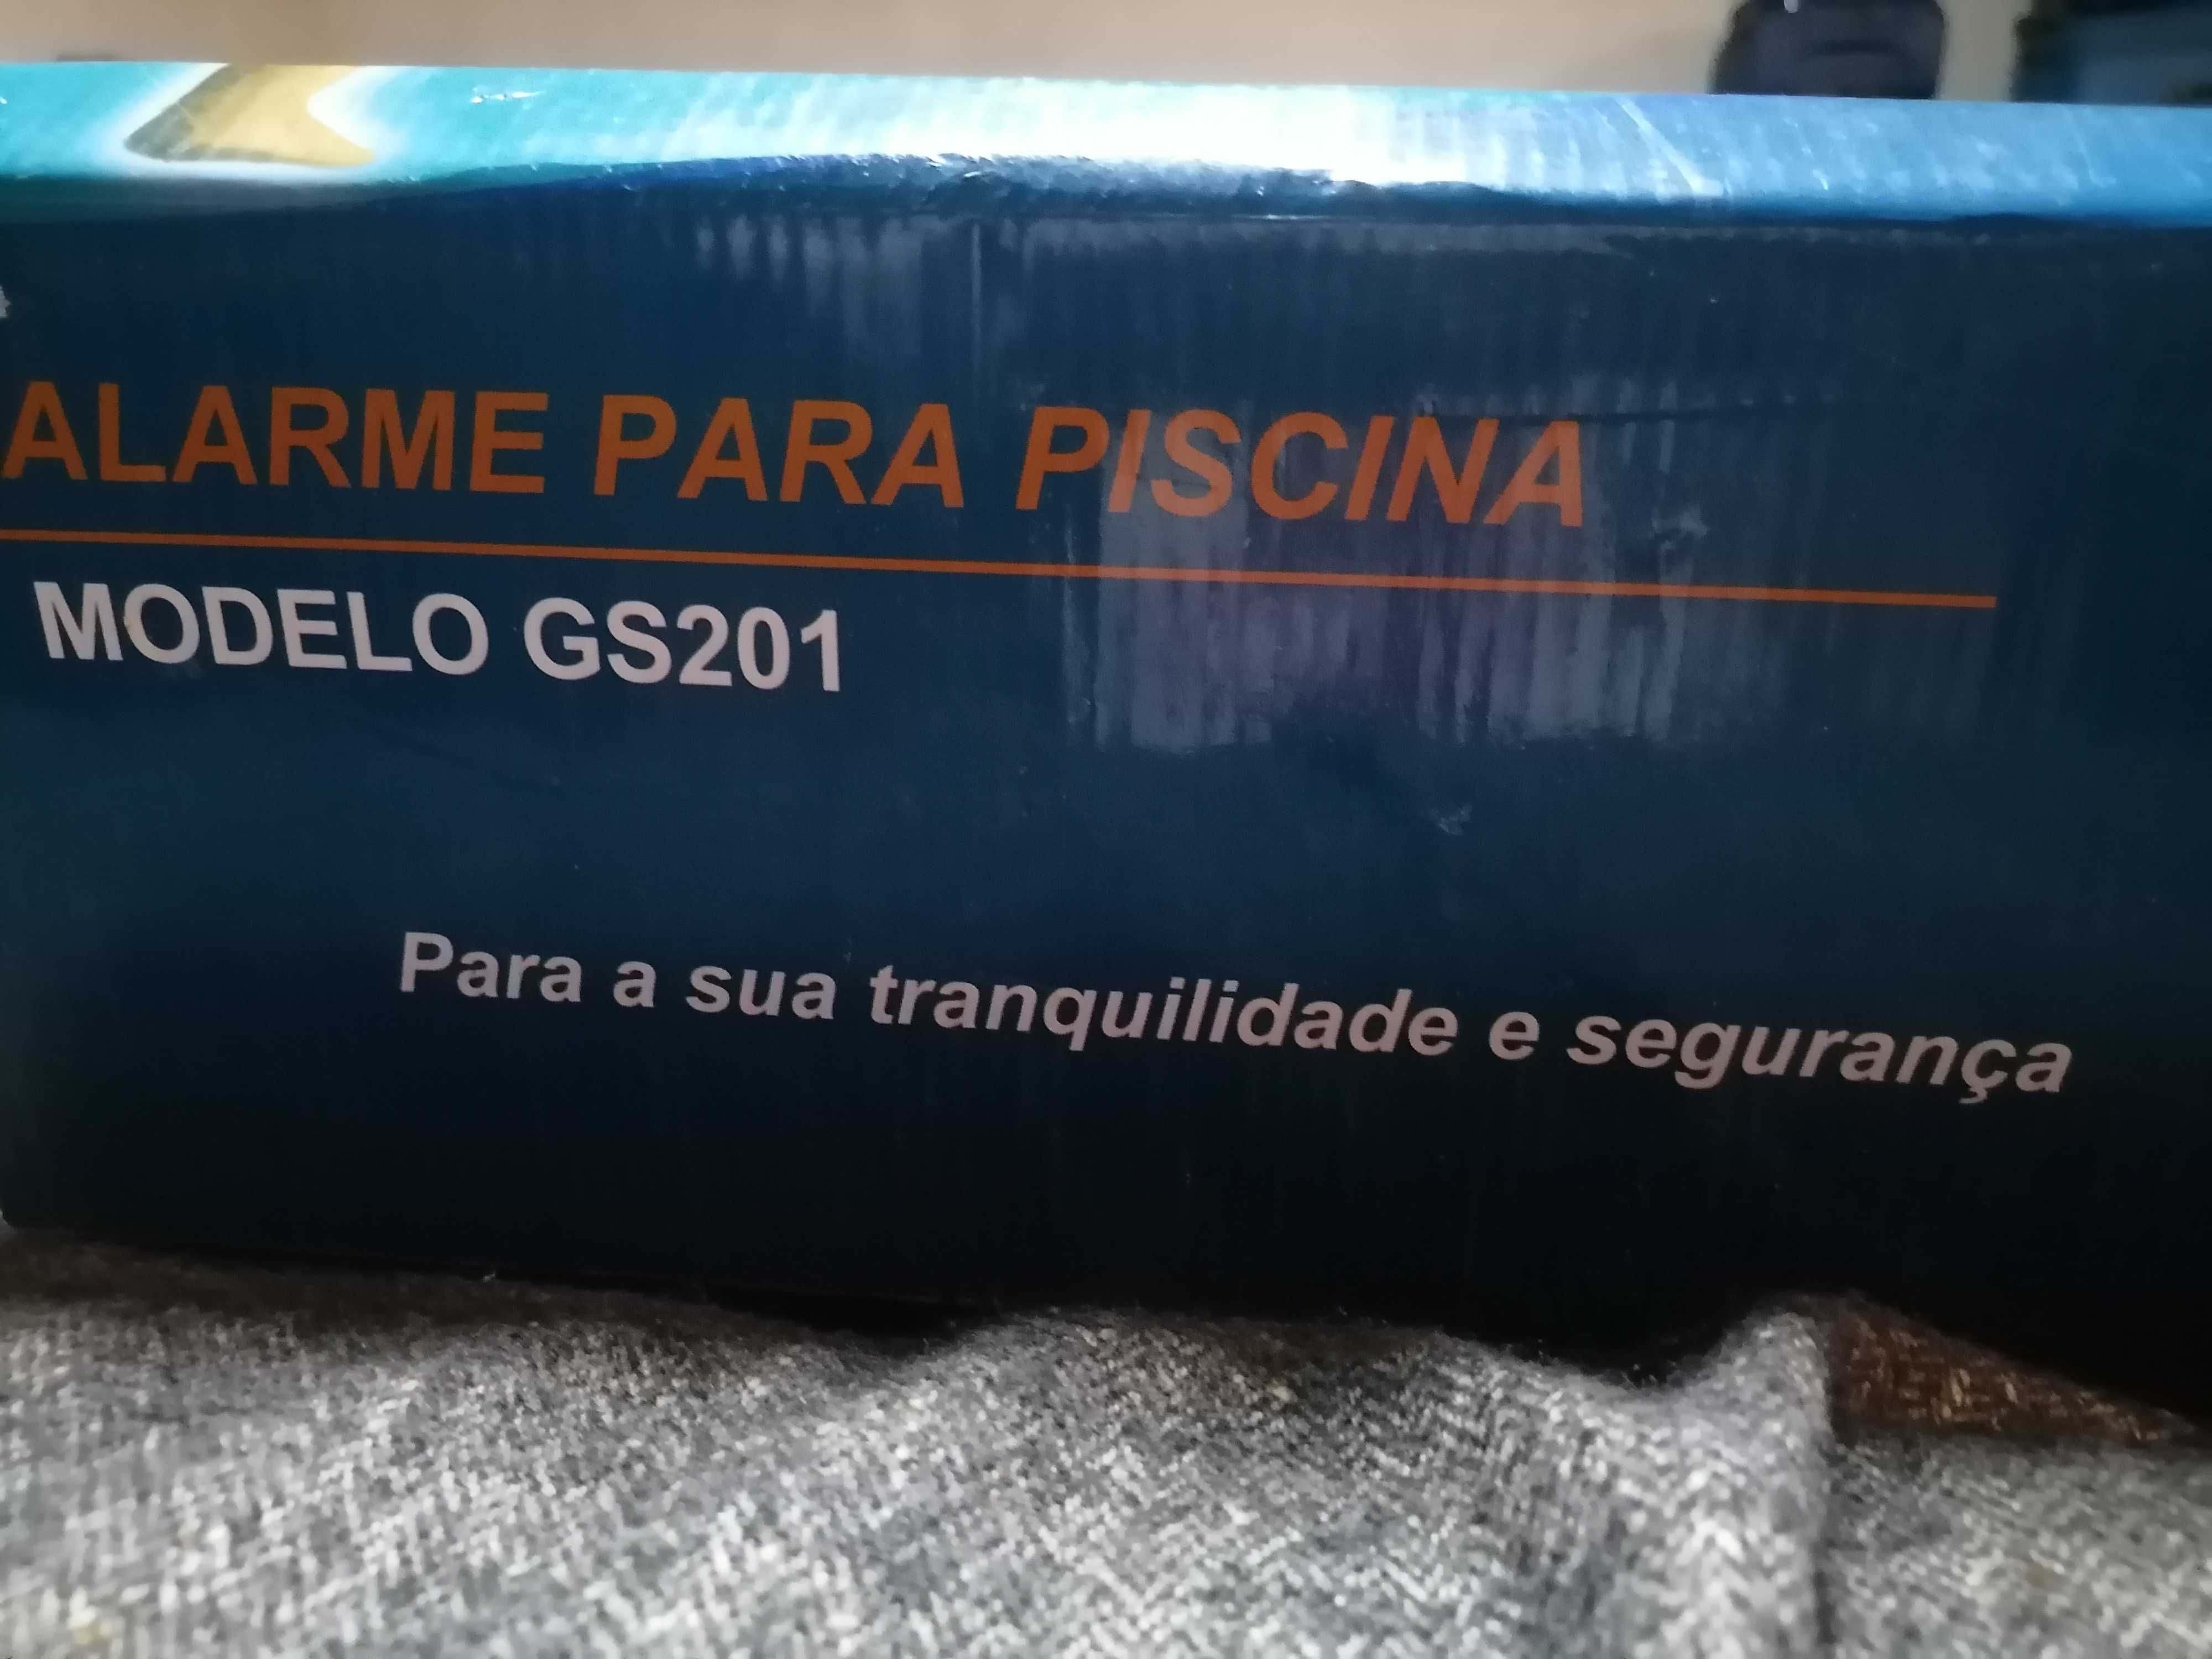 ALARME PARA PISCINA
MODELO GS201
Para a sua tranquilidade e segurança